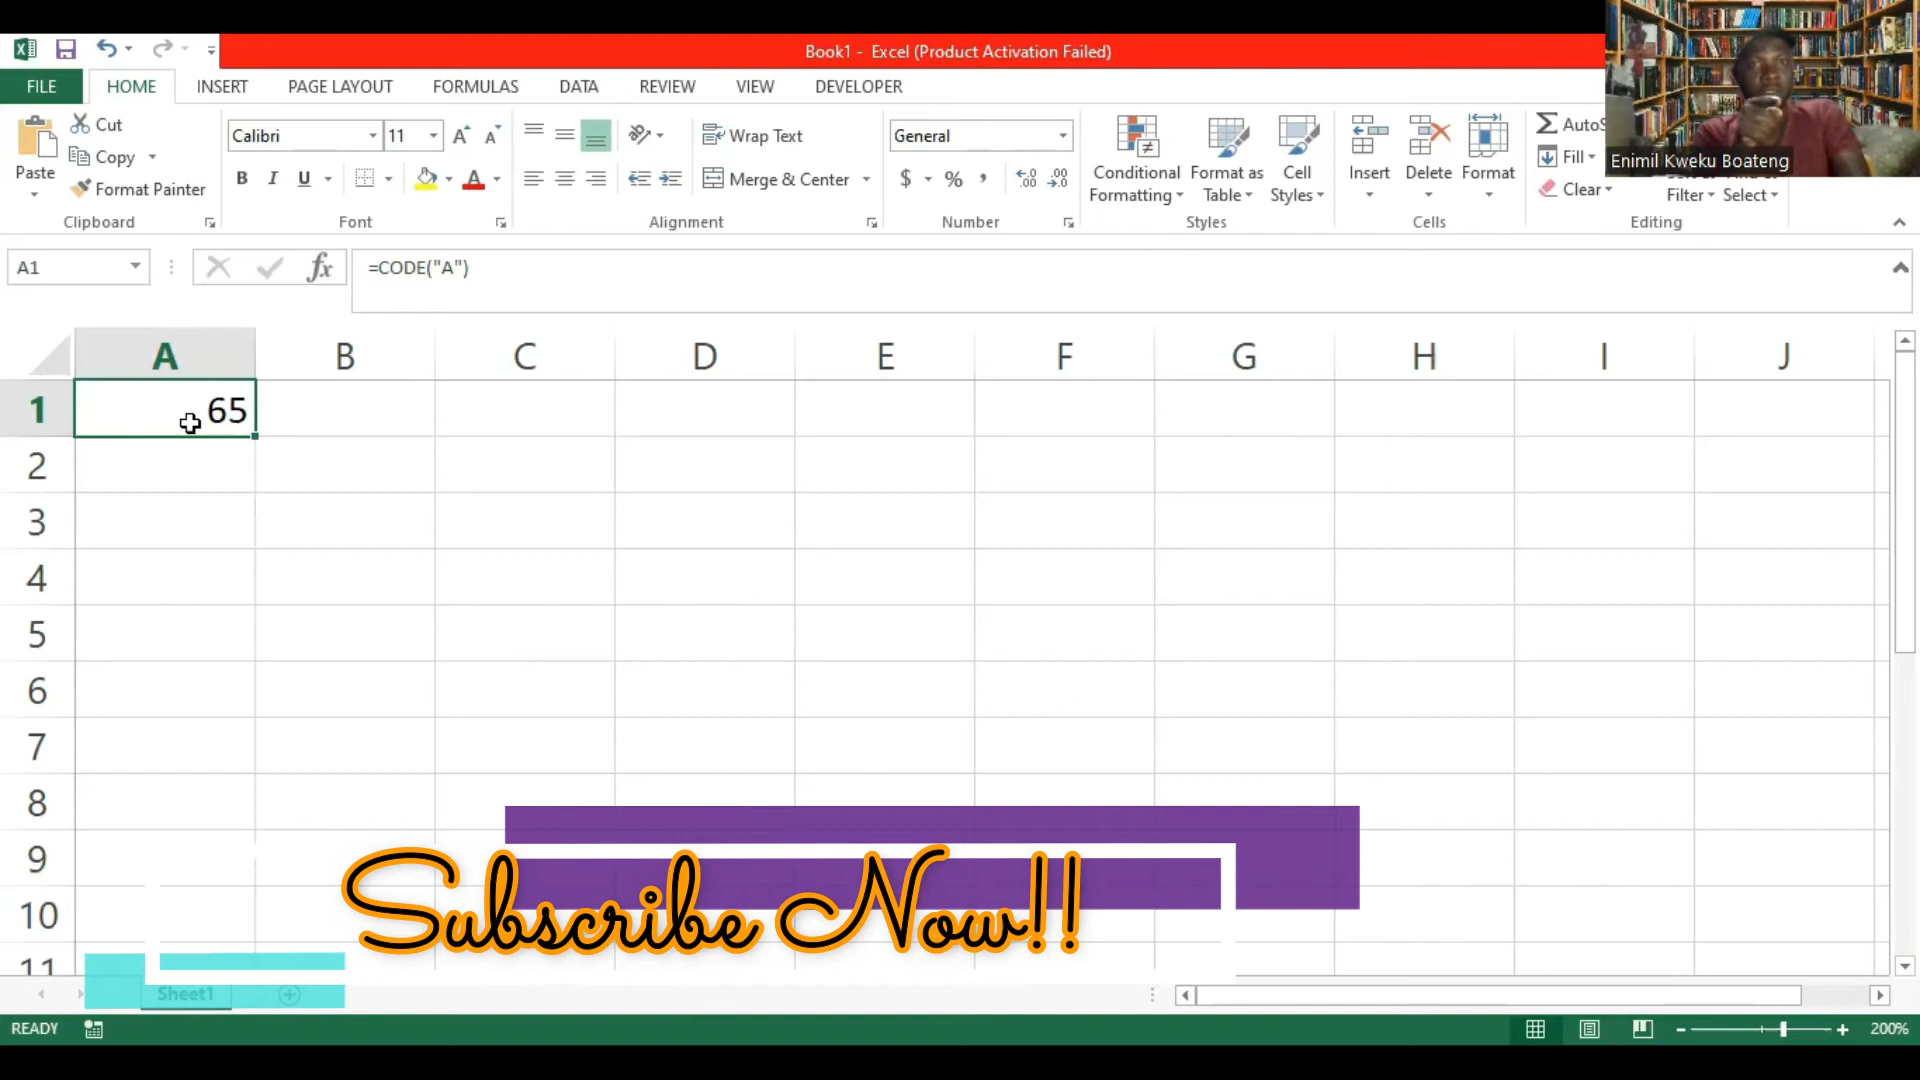 Book1 - Excel (Product Activation Failed)
FILE HOME INSERT PAGE LAYOUT FORMULAS DATA REVIEW VIEW DEVELOPER
Paste
Cut
Copy
Format Painter
Clipboard
Calibri 11
B I U A
Font
Wrap Text
Merge & Center
Alignment
General
$ % ,
Number
Conditional Formatting
Format as Table
Cell Styles
Styles
Insert
Delete
Format
Cells
AutoS
Fill
Clear
Filter
Select
Editing
Enimil Kweku Boateng
A1 fx =CODE("A")
A B C D E F G H I J
1 65
2
3
4
5
6
7
8
9
10
11
Subscribe Now!!
Sheet1
READY 200%